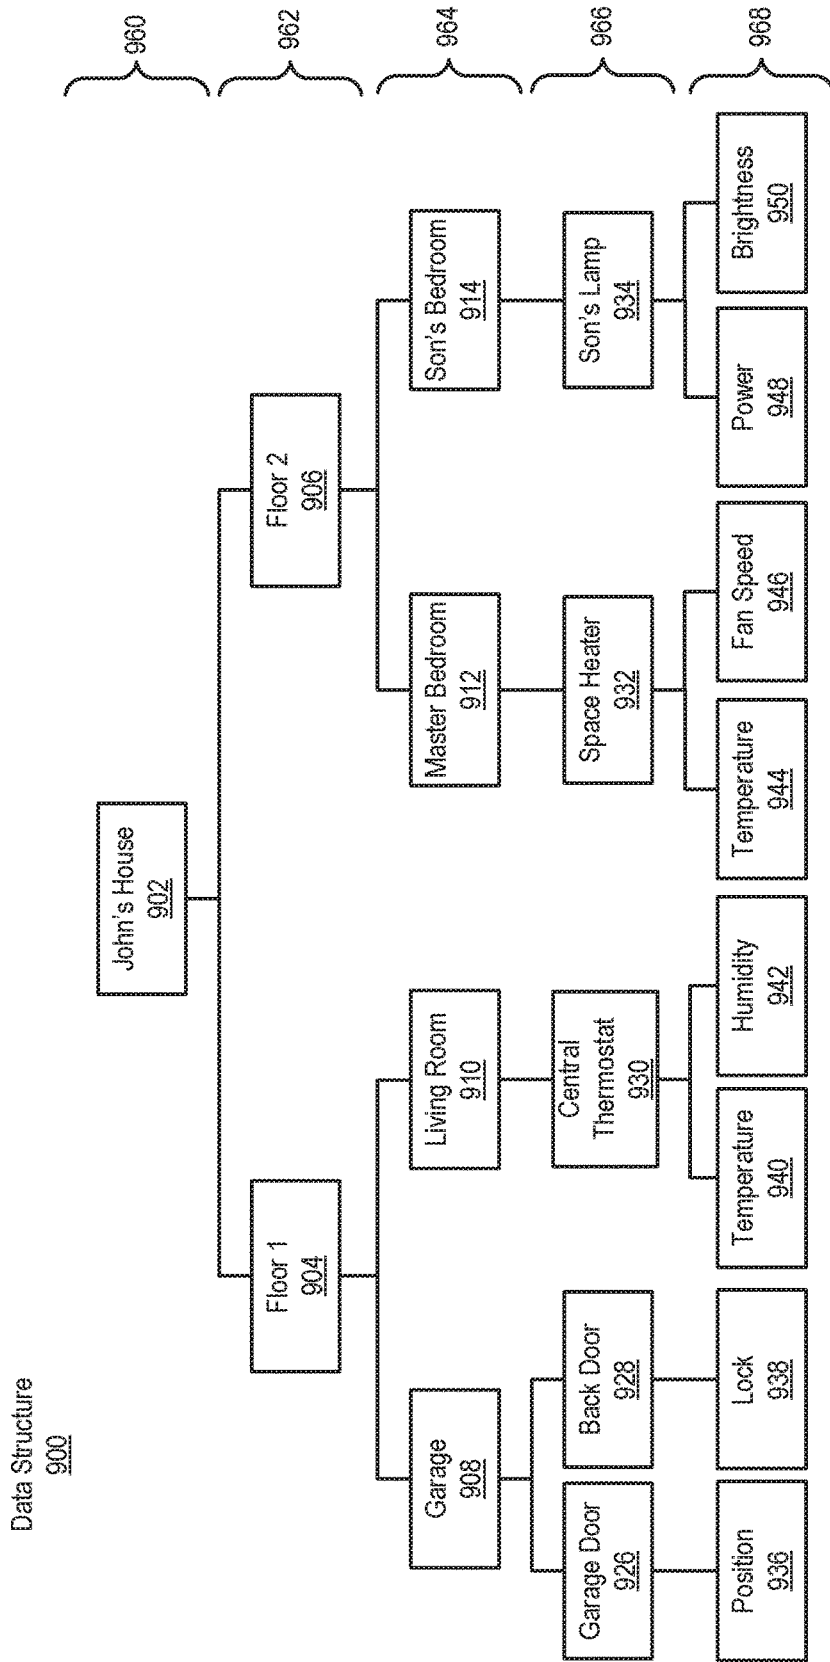 Data Structure
900
John's House
902
960
Floor 1
904
Floor 2
906
962
Garage
908
Living Room
910
Master Bedroom
912
Son's Bedroom
914
964
Garage Door
926
Back Door
928
Central
Thermostat
930
Space Heater
932
Son's Lamp
934
966
Position
936
Lock
938
Temperature
940
Humidity
942
Temperature
944
Fan Speed
946
Power
948
Brightness
950
968